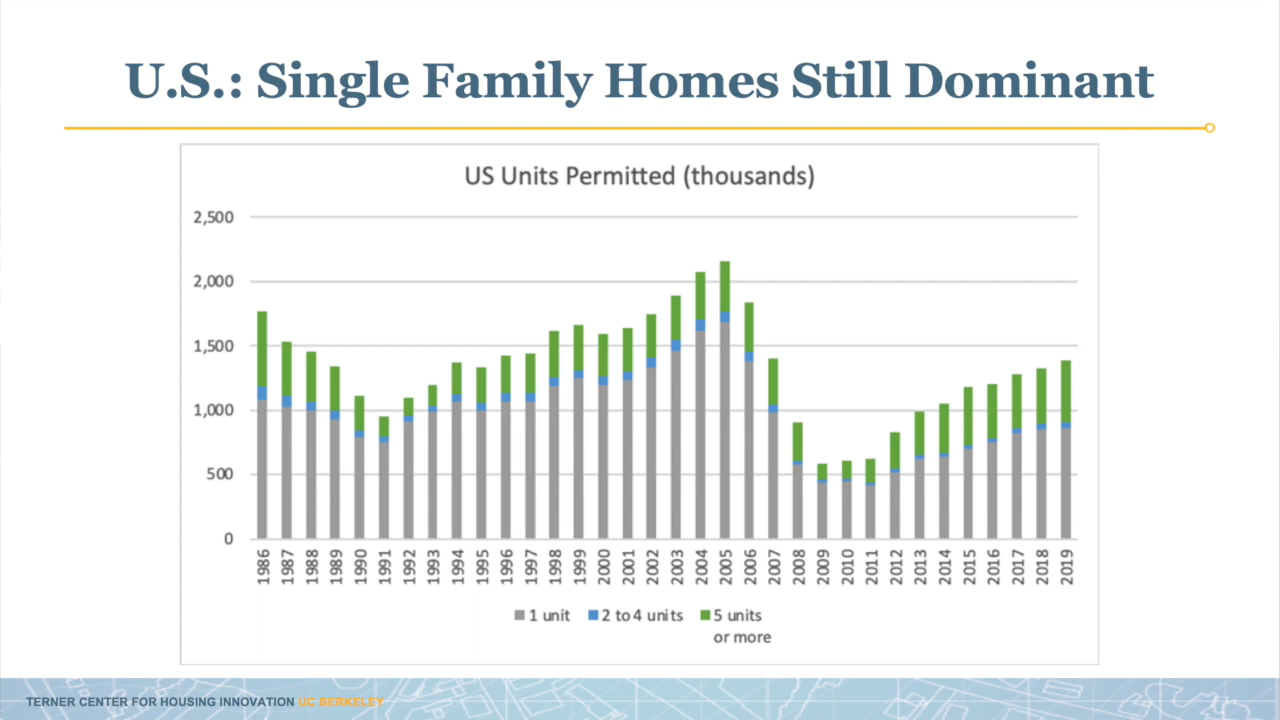 U.S.: Single Family Homes Still Dominant
US Units Permitted (thousands)
2,500
2,000
1,500
1,000
500
0
1986 1987 1988 1989 1990 1991 1992 1993 1994 1995 1996 1997 1998 1999 2000 2001 2002 2003 2004 2005 2006 2007 2008 2009 2010 2011 2012 2013 2014 2015 2016 2017 2018 2019
1 unit 2 to 4 units 5 units
or more
TERNER CENTER FOR HOUSING INNOVATION UC BERKELEY